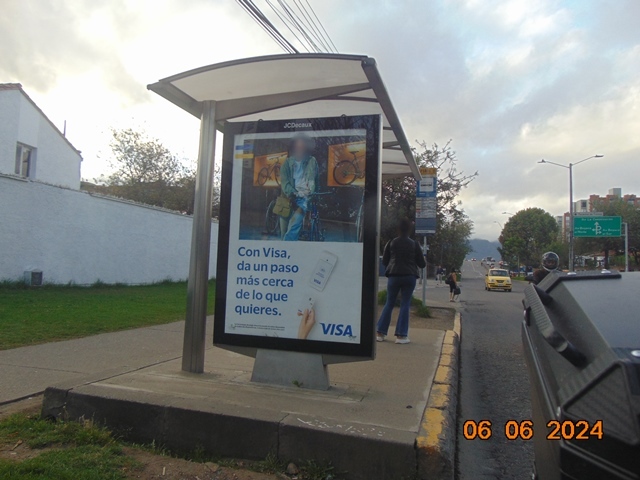 JCDecaux
Con Visa,
da un paso
más cerca
de lo que
quieres.
VISA
06 06 2024